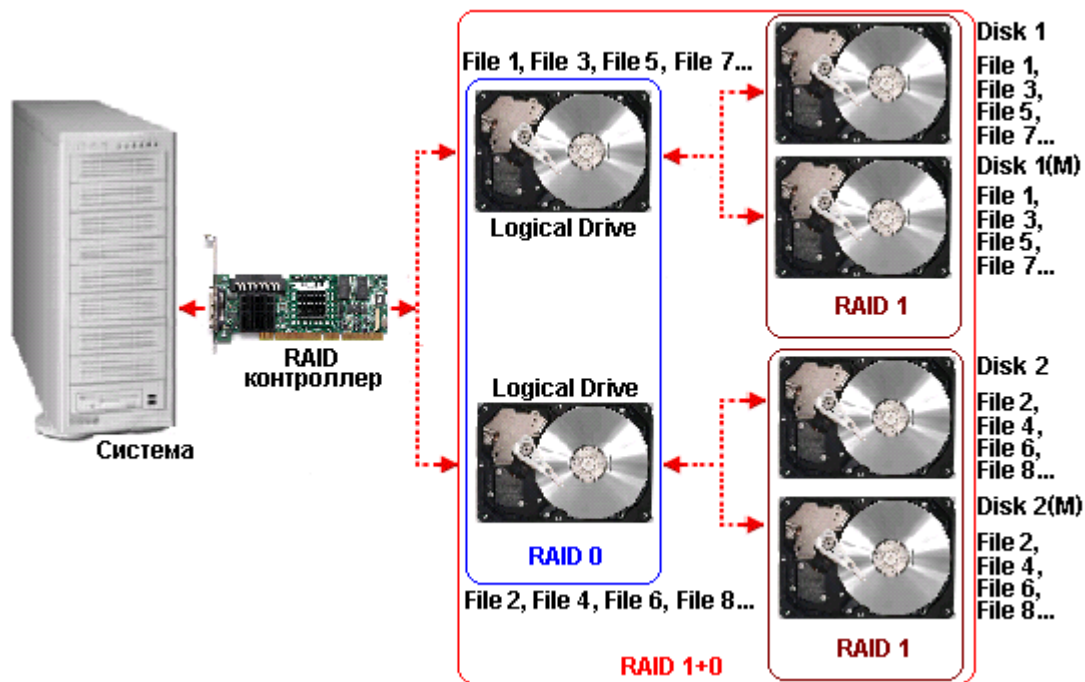 File 1, File 3, File 5, File 7...
Logical Drive
Disk 1
File 1,
File 3,
File 5,
File 7...
Disk 1(M)
File 1,
File 3,
File 5,
File 7...
RAID 1
RAID
контроллер
Система
Logical Drive
RAID 0
File 2, File 4, File 6, File 8...
Disk 2
File 2,
File 4,
File 6,
File 8...
Disk 2(M)
File 2,
File 4,
File 6,
File 8...
RAID 1
RAID 1+0